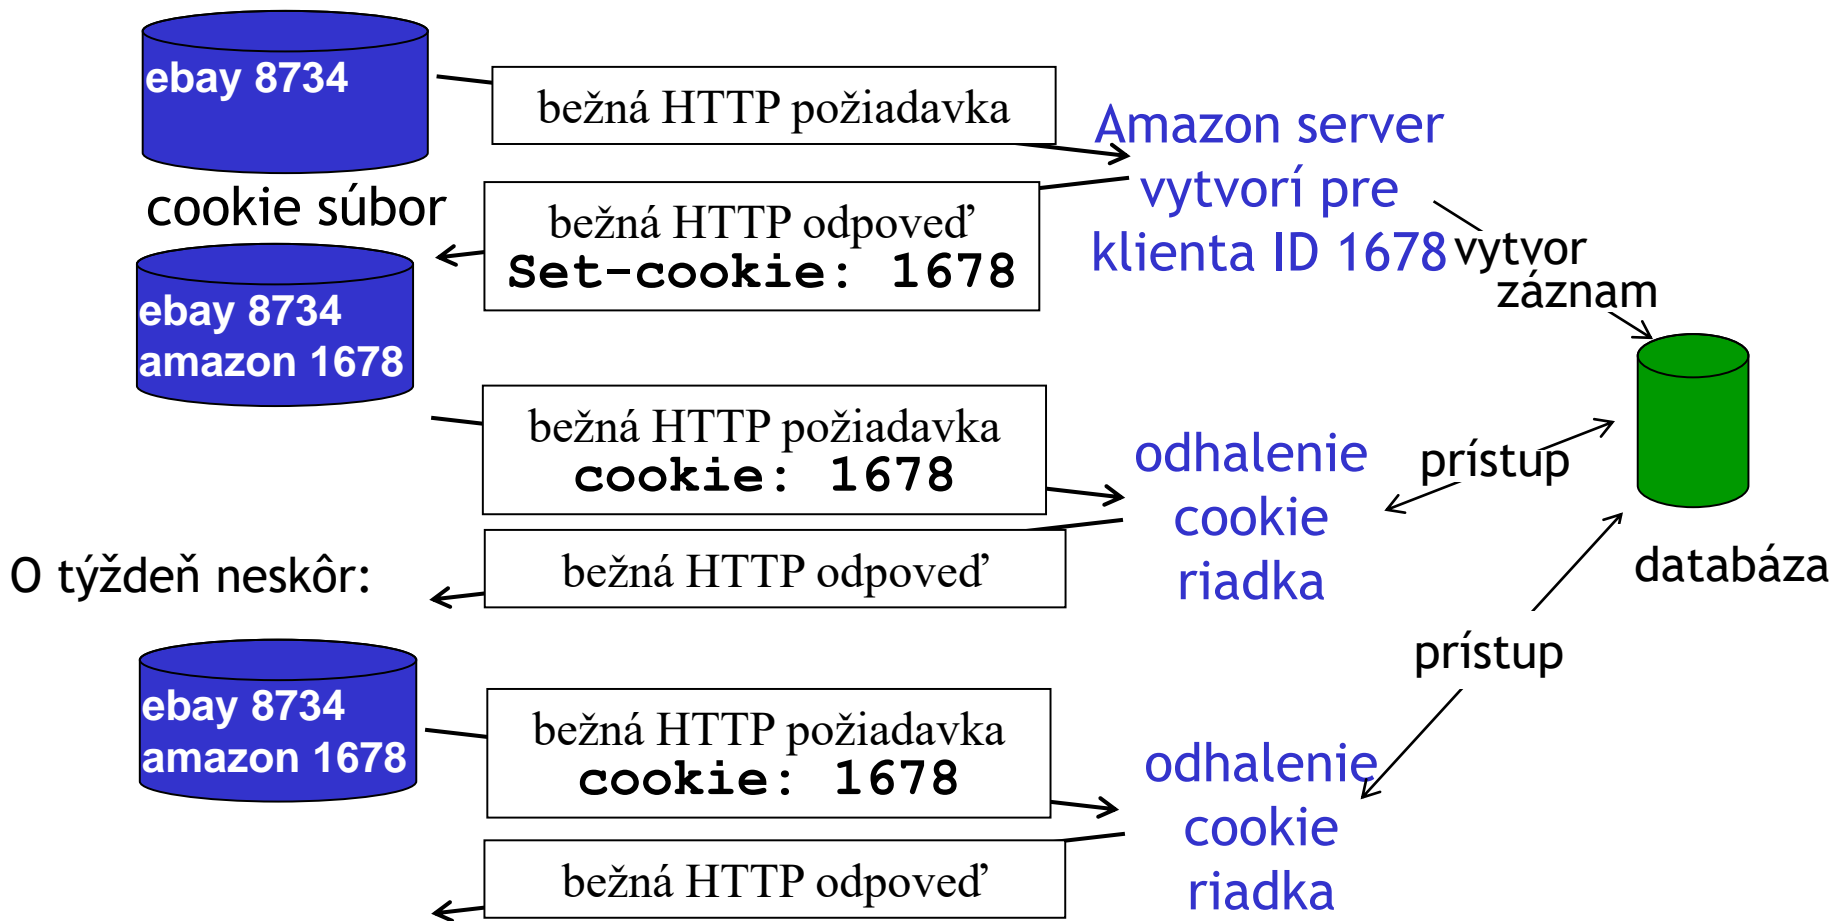 ebay 8734
bežná HTTP požiadavka
Amazon server
vytvorí pre
klienta ID 1678
cookie súbor
bežná HTTP odpoveď
Set-cookie: 1678
vytvor
záznam
ebay 8734
amazon 1678
bežná HTTP požiadavka
cookie: 1678
odhalenie
cookie
riadka
prístup
databáza
bežná HTTP odpoveď
O týždeň neskôr:
prístup
ebay 8734
amazon 1678
bežná HTTP požiadavka
cookie: 1678
odhalenie
cookie
riadka
bežná HTTP odpoveď